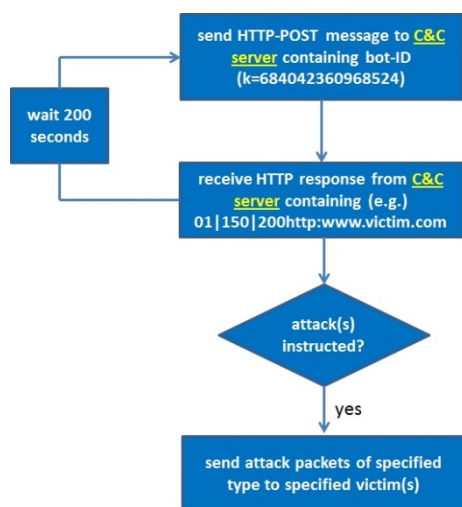 send HTTP-POST message to C&C
server containing bot-ID
(k=684042360968524)
wait 200
seconds
receive HTTP response from C&C
server containing (e.g.)
01|150|200http:www.victim.com
attack(s)
instructed?
yes
send attack packets of specified
type to specified victim(s)